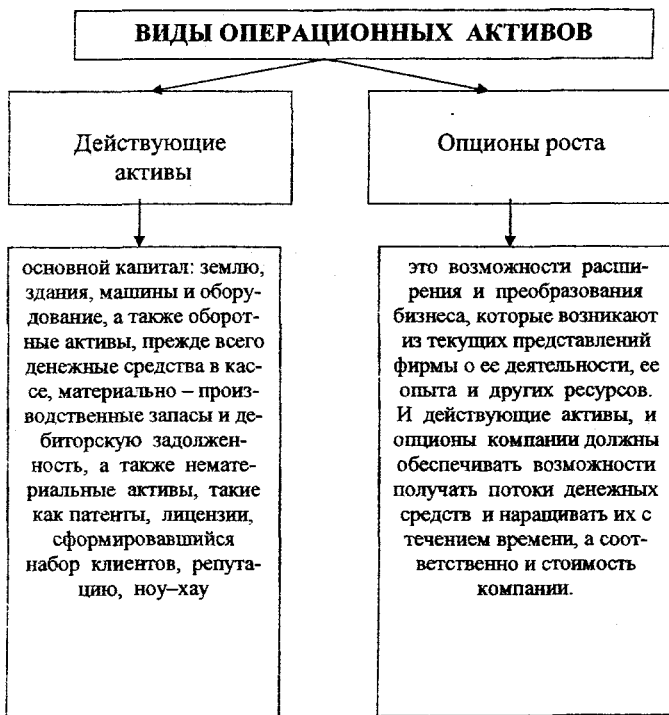 ВИДЫ ОПЕРАЦИОННЫХ АКТИВОВ
Действующие
активы
основной капитал: землю,
здания, машины и обору-
дование, а также оборот-
ные активы, прежде всего
денежные средства в кас-
се, материально – произ-
водственные запасы и де-
биторскую задолжен-
ность, а также нематe-
риальные активы, такие
как патенты, лицензии,
сформировавшийся
набор клиентов, репута-
цию, ноу–хау
Опционы роста
это возможности расши-
рения и преобразования
бизнеса, которые возникают
из текущих представлений
фирмы о ее деятельности, ее
опыта и других ресурсов.
И действующие активы, и
опционы компании должны
обеспечивать возможности
получать потоки денежных
средств и наращивать их с
течением времени, а соот-
ветственно и стоимость
компании.